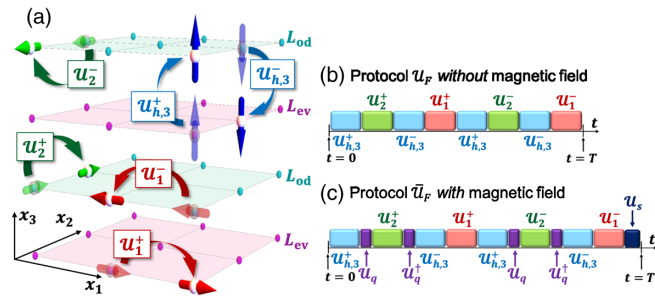 (a)
L_od
U_2^-
U_{h,3}^-
U_{h,3}^+
L_ev
U_2^+
U_1^-
L_od
x_3
x_2
x_1
U_1^+
L_ev
(b) Protocol U_F without magnetic field
U_2^+ U_1^+ U_2^- U_1^-
t
U_{h,3}^+ U_{h,3}^- U_{h,3}^+ U_{h,3}^-
t = 0 t = T
(c) Protocol Ũ_F with magnetic field
U_s
U_2^+ U_1^+ U_2^- U_1^-
t
U_{h,3}^+ U_{h,3}^- U_{h,3}^+ U_{h,3}^-
t = 0 U_q U_q^† U_q U_q^† t = T